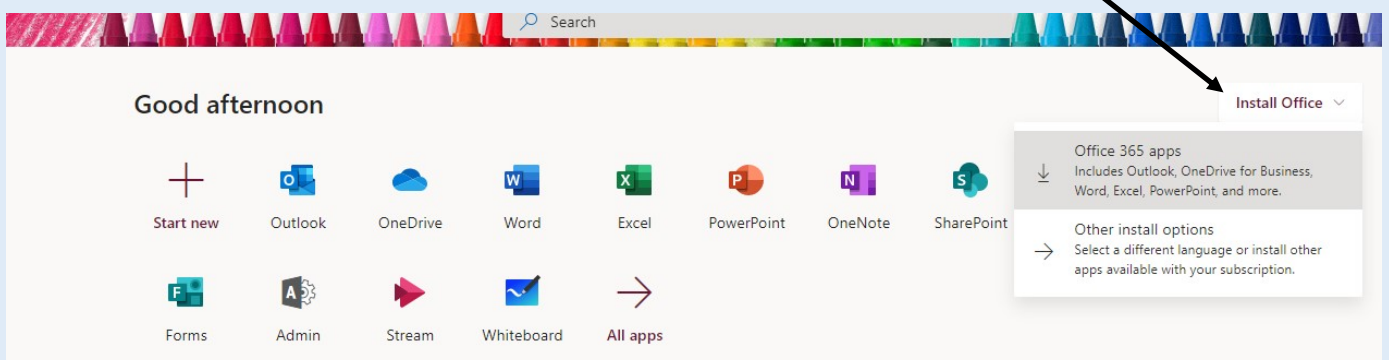 Search
Good afternoon
Install Office
Office 365 apps
Includes Outlook, OneDrive for Business,
Word, Excel, PowerPoint, and more.
Other install options
Select a different language or install other
apps available with your subscription.
Start new
Outlook
OneDrive
Word
Excel
PowerPoint
OneNote
SharePoint
Forms
Admin
Stream
Whiteboard
All apps